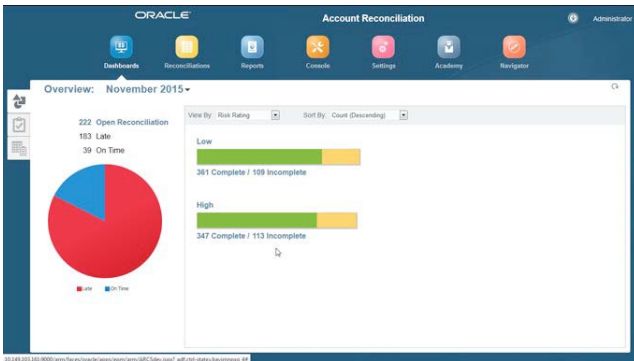 ORACLE®
Account Reconciliation
Administrator
Dashboards Reconciliations Reports Console Settings Academy Navigator
Overview: November 2015
222 Open Reconciliation
183 Late
39 On Time
Late On Time
View By: Risk Rating Sort By: Count (Descending)
Low
361 Complete / 109 Incomplete
High
347 Complete / 113 Incomplete